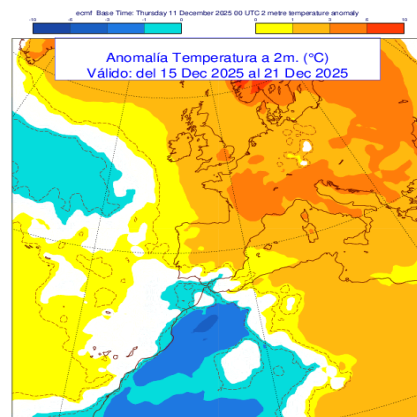 ecmf Base Time: Thursday 11 December 2025 00 UTC 2 metre temperature anomaly
Anomalía Temperatura a 2m. (°C)
Válido: del 15 Dec 2025 al 21 Dec 2025